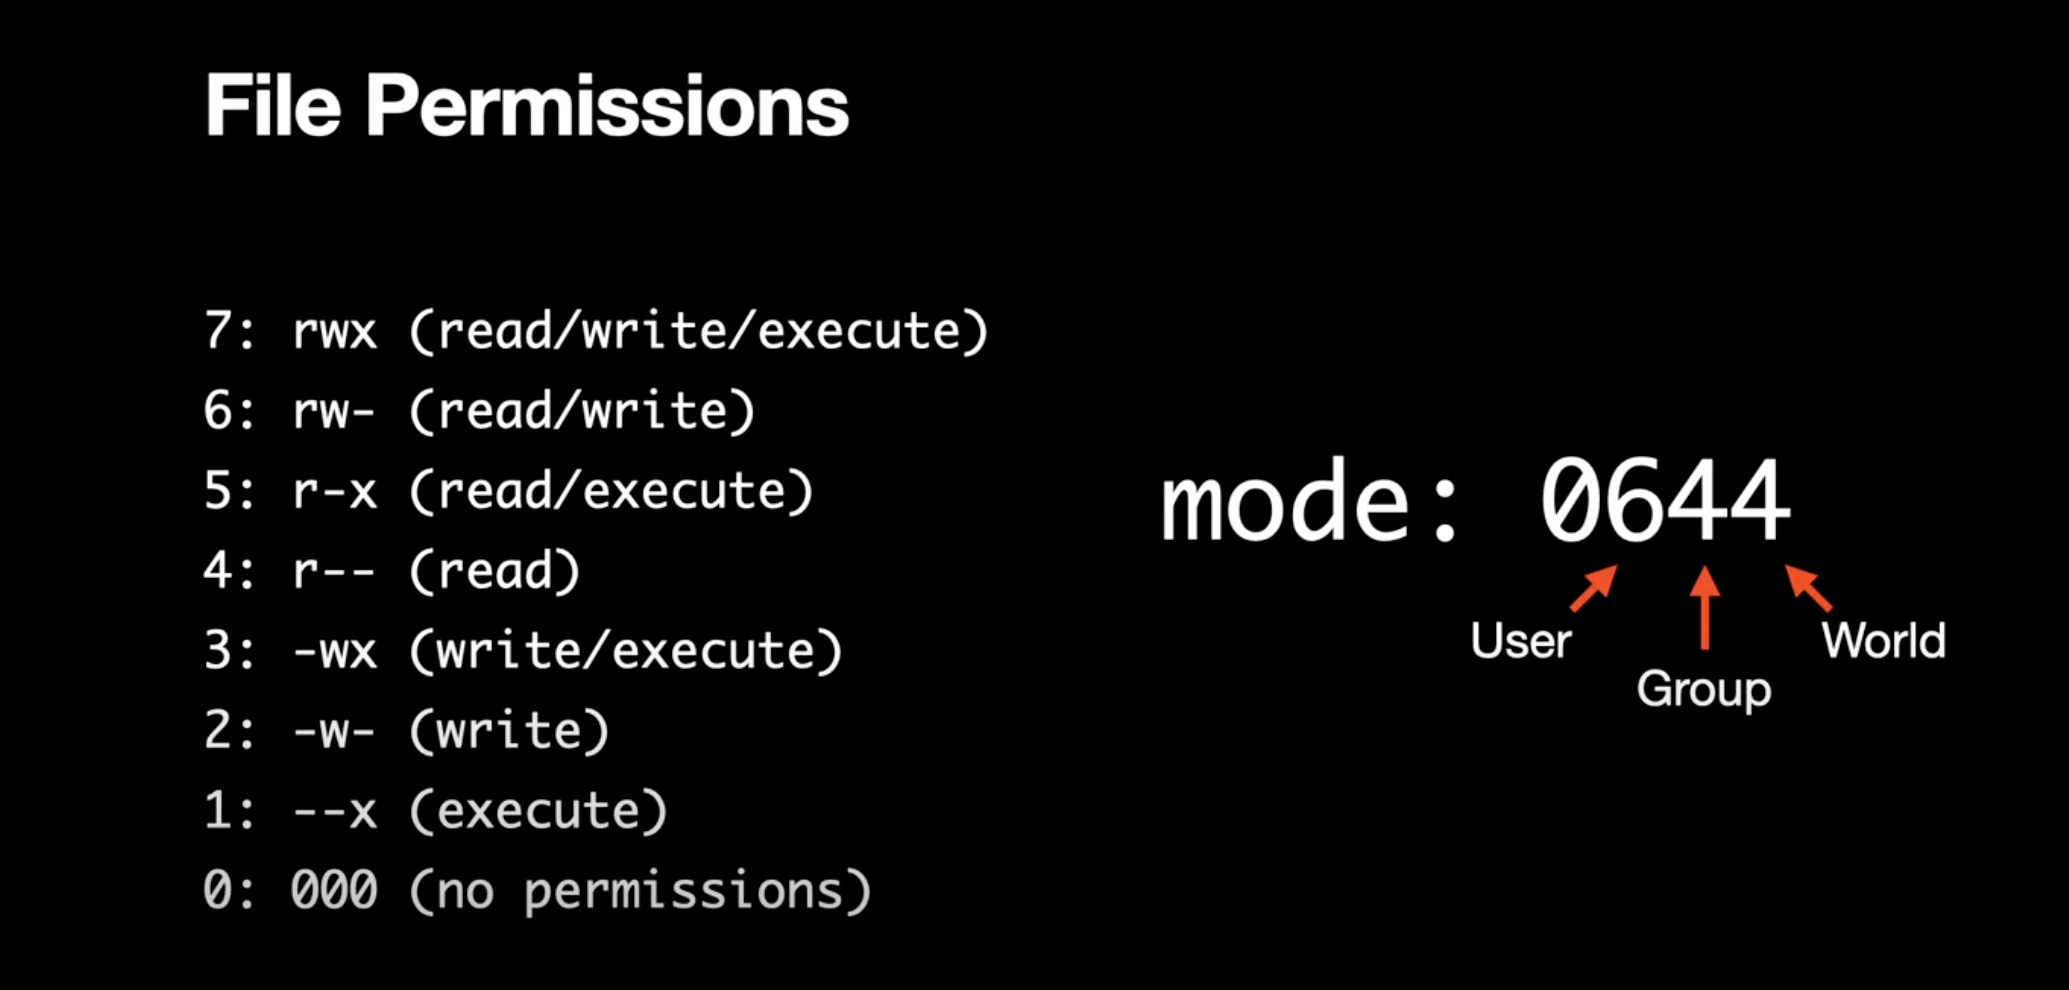 File Permissions
7: rwx (read/write/execute)
6: rw- (read/write)
5: r-x (read/execute)
4: r-- (read)
3: -wx (write/execute)
2: -w- (write)
1: --x (execute)
0: 000 (no permissions)
mode: 0644
User
Group
World